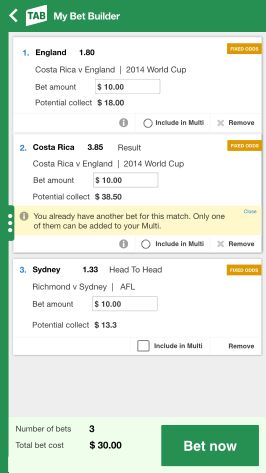 TAB My Bet Builder
1. England 1.80 FIXED ODDS
Costa Rica v England | 2014 World Cup
Bet amount $ 10.00
Potential collect $ 18.00
Include in Multi Remove
2. Costa Rica 3.85 Result FIXED ODDS
Costa Rica v England | 2014 World Cup
Bet amount $ 10.00
Potential collect $ 38.50
You already have another bet for this match. Only one Close
of them can be added to your Multi.
Include in Multi Remove
3. Sydney 1.33 Head To Head FIXED ODDS
Richmond v Sydney | AFL
Bet amount $ 10.00
Potential collect $ 13.3
Include in Multi Remove
Number of bets 3
Total bet cost $ 30.00
Bet now